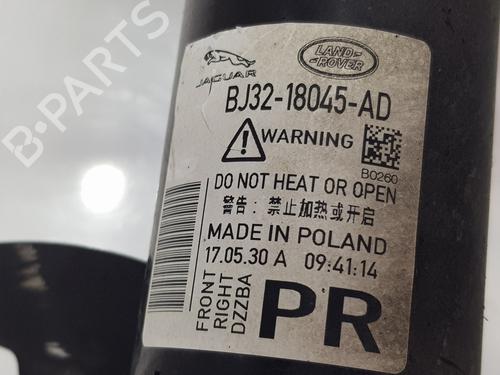 B-PARTS
JAGUAR
LAND-
ROVER
BJ32-18045-AD
WARNING
B0260
DO NOT HEAT OR OPEN
警告：禁止加热或开启
MADE IN POLAND
17.05.30 A 09:41:14
FRONT
RIGHT
DZZBA
PR